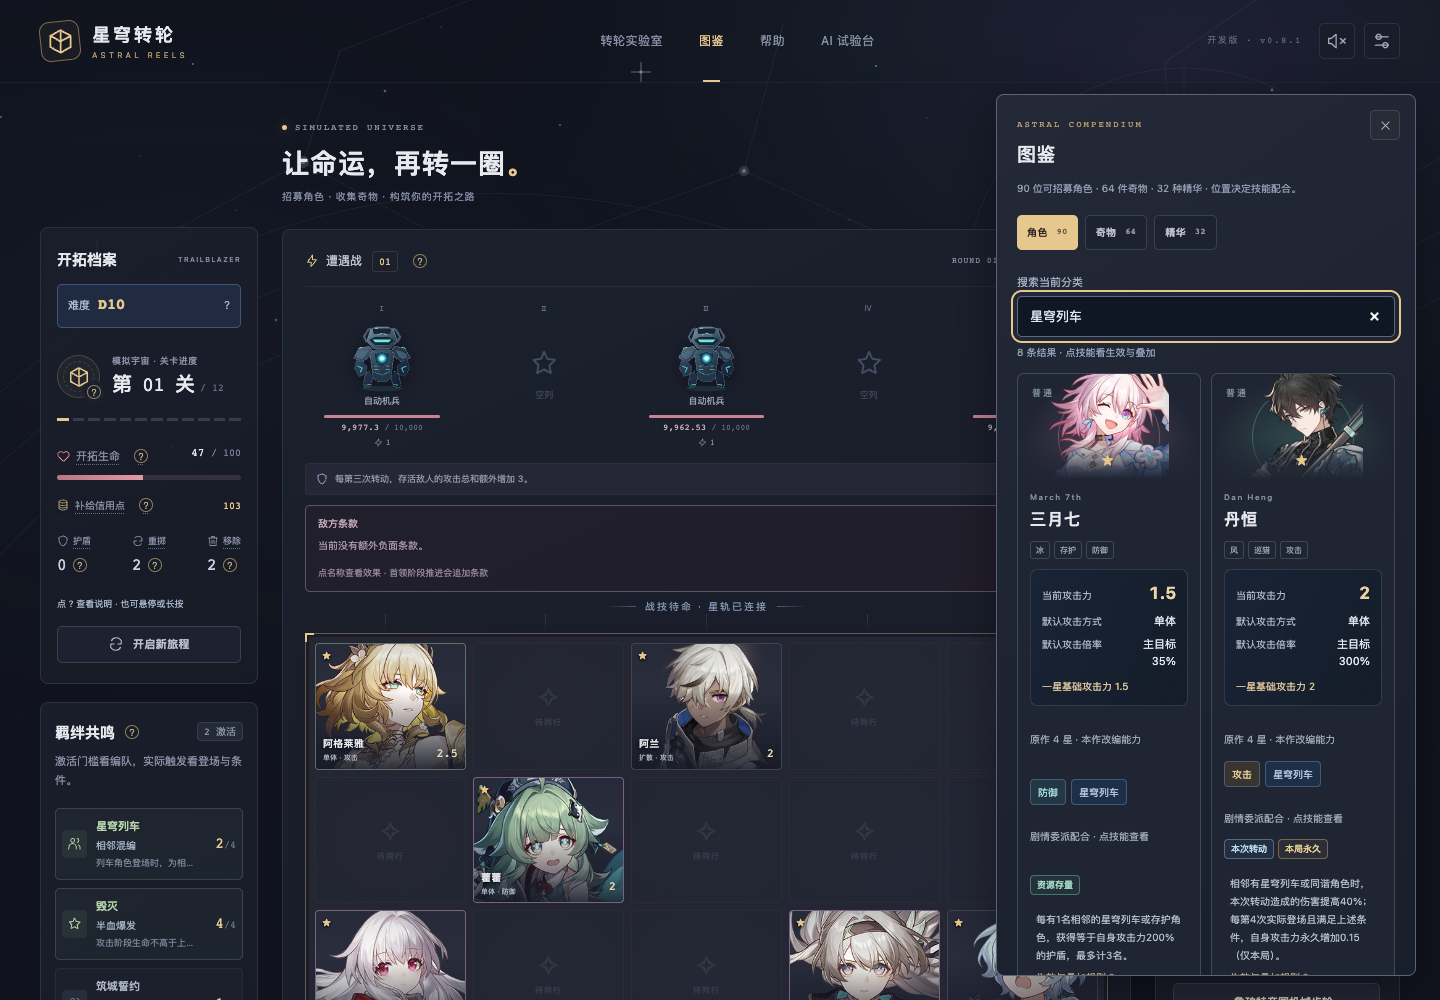 星穹转轮
ASTRAL REELS
转轮实验室
图鉴
帮助
AI 试验台
开发版 · v0.8.1
SIMULATED UNIVERSE
让命运，再转一圈。
招募角色 · 收集奇物 · 构筑你的开拓之路
开拓档案
TRAILBLAZER
难度 D10 ?
模拟宇宙 · 关卡进度
第 01 关 / 12
?
开拓生命 ? 47 / 100
补给信用点 ? 103
护盾 重掷 移除
0 ? 2 ? 2 ?
点 ? 查看说明 · 也可悬停或长按
开启新旅程
羁绊共鸣 ? 2 激活
激活门槛看编队，实际触发看登场与条件。
星穹列车
相邻混编
列车角色登场时，为相...
2/4
毁灭
半血爆发
攻击阶段生命不高于上...
4/4
筑城誓约
遭遇战 01 ?
ROUND 01
I II III IV
自动机兵
9,977.3 / 10,000
1
空列
自动机兵
9,962.53 / 10,000
1
空列
9,
每第三次转动，存活敌人的攻击总和额外增加 3。
敌方条款
当前没有额外负面条款。
点名称查看效果 · 首领阶段推进会追加条款
战技待命 · 星轨已连接
阿格莱雅
单体 · 攻击
2.5
待同行
阿兰
扩散 · 攻击
2
待同行
待同行
藿藿
单体 · 防御
2
待同行
待同行
待同行
待同行
ASTRAL COMPENDIUM
图鉴
90 位可招募角色 · 64 件奇物 · 32 种精华 · 位置决定技能配合。
角色 90
奇物 64
精华 32
搜索当前分类
星穹列车
8 条结果 · 点技能看生效与叠加
普通
March 7th
三月七
冰 存护 防御
当前攻击力 1.5
默认攻击方式 单体
默认攻击倍率 主目标 35%
一星基础攻击力 1.5
原作 4 星 · 本作改编能力
防御 星穹列车
剧情委派配合 · 点技能查看
资源存量
每有1名相邻的星穹列车或存护角色，获得等于自身攻击力200%的护盾，最多计3名。
普通
Dan Heng
丹恒
风 巡猎 攻击
当前攻击力 2
默认攻击方式 单体
默认攻击倍率 主目标 300%
一星基础攻击力 2
原作 4 星 · 本作改编能力
攻击 星穹列车
剧情委派配合 · 点技能查看
本次转动 本局永久
相邻有星穹列车或同谐角色时，本次转动造成的伤害提高40%；每第4次实际登场且满足上述条件，自身攻击力永久增加0.15（仅本局）。